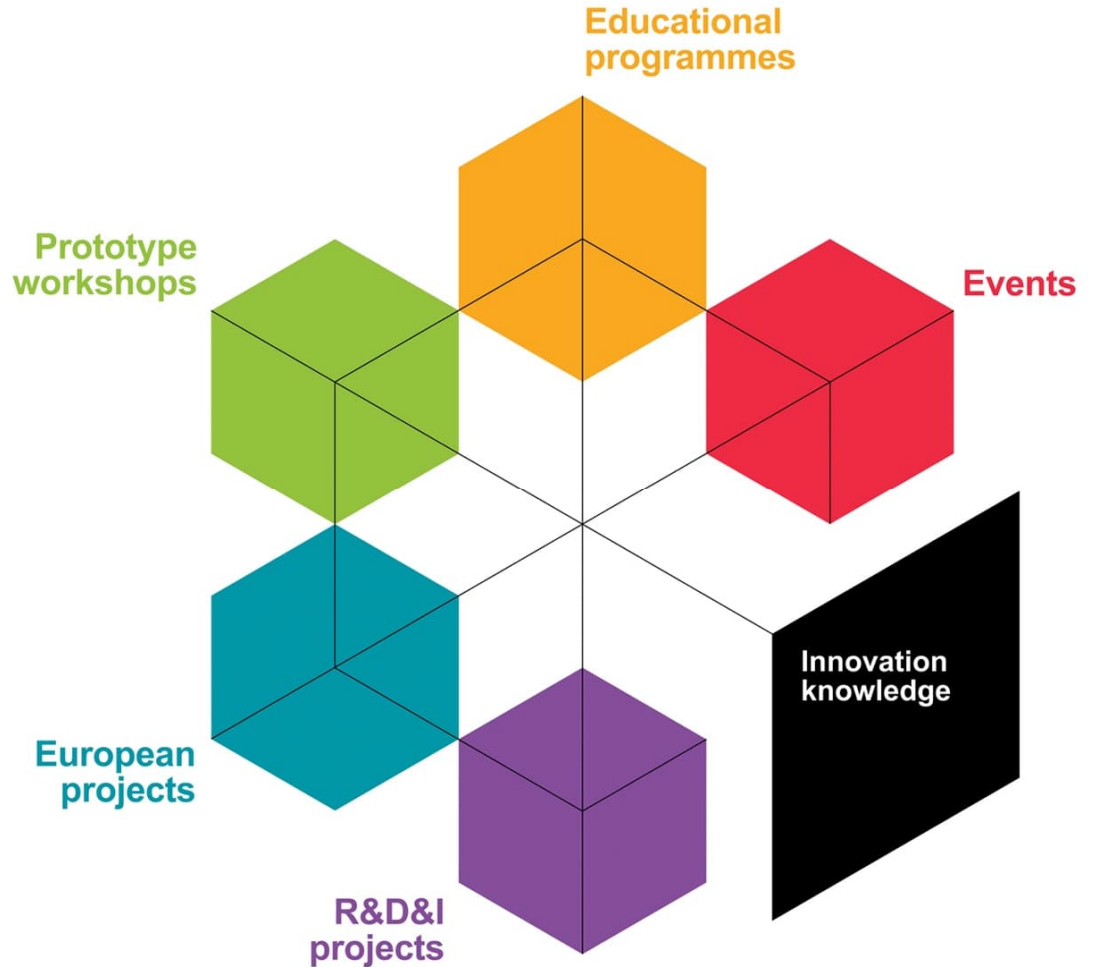 Educational
programmes
Prototype
workshops
Events
Innovation
knowledge
European
projects
R&D&I
projects